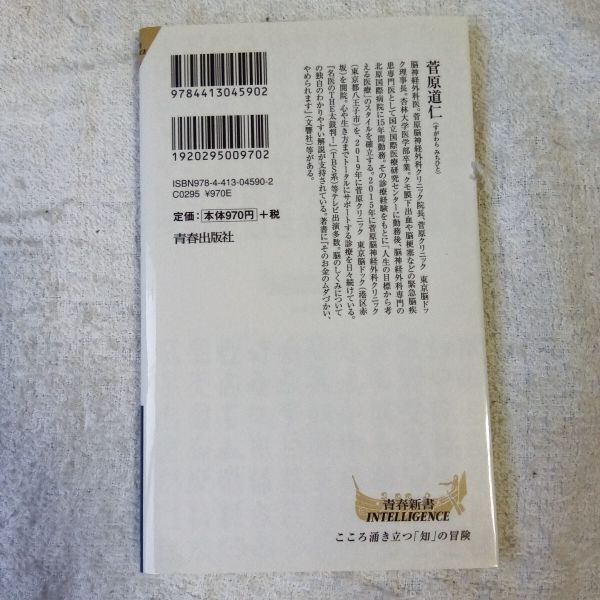 9784413045902
1920295009702
ISBN978-4-413-04590-2
C0295 ¥970E
定価：本体970円＋税
青春出版社
菅原道仁（すがわら みちひと）
脳神経外科医。菅原脳神経外科クリニック院長、菅原クリニック 東京脳ドッ
ク理事長。杏林大学医学部卒業。クモ膜下出血や脳梗塞などの緊急脳疾
患専門医として国立国際医療研究センターに勤務後、脳神経外科専門の
北原国際病院に15年間勤務。その診療経験をもとに「人生の目標から考
える医療」のスタイルを確立する。2015年に菅原脳神経外科クリニック
（東京都八王子市）を、2019年に菅原クリニック 東京脳ドック（港区赤
坂）を開院。心や生き方までトータルにサポートする診療を日々続けている。
『名医のTHE太鼓判！』（TBS系）等テレビ出演多数。脳のしくみについて
の独自のわかりやすい解説が支持されている。著書に『そのお金のムダづかい、
やめられます』（文響社）等がある。
青春新書
INTELLIGENCE
こころ涌き立つ「知」の冒険